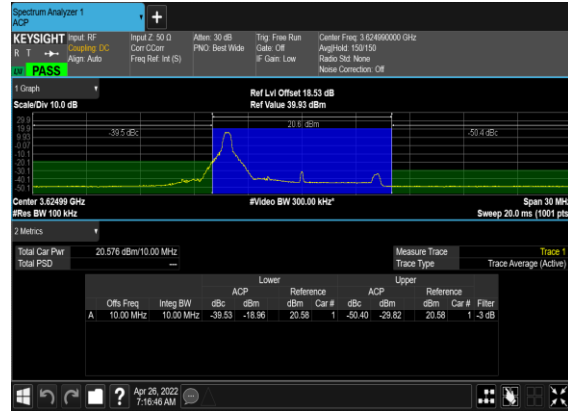 Spectrum Analyzer 1
ACP
KEYSIGHT Input: RF Input Z: 50 Ω Atten: 30 dB Trig: Free Run Center Freq: 3.624990000 GHz
R T Coupling: DC Corr CCorr PNO: Best Wide Gate: Off Avg|Hold: 150/150
Align: Auto Freq Ref: Int (S) IF Gain: Low Radio Std: None
Noise Correction: Off
PASS
1 Graph
Ref Lvl Offset 18.53 dB
Scale/Div 10.0 dB Ref Value 39.93 dBm
29.9
19.9
9.93
-0.07
-10.1
-20.1
-30.1
-40.1
-50.1
-39.5 dBc 20.6 dBm -50.4 dBc
Center 3.62499 GHz #Video BW 300.00 kHz* Span 30 MHz
#Res BW 100 kHz Sweep 20.0 ms (1001 pts
2 Metrics
Total Car Pwr 20.576 dBm/10.00 MHz Measure Trace Trace 1
Total PSD --- Trace Type Trace Average (Active)
Lower Upper
ACP Reference ACP Reference
Offs Freq Integ BW dBc dBm dBm Car # dBc dBm dBm Car # Filter
A 10.00 MHz 10.00 MHz -39.53 -18.96 20.58 1 -50.40 -29.82 20.58 1 -3 dB
Apr 26, 2022
7:16:46 AM